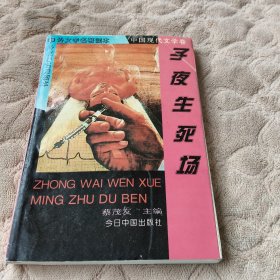 中外文学名著读本
中国现代文学卷
子夜 生死场
ZHONG WAI WEN XUE
MING ZHU DU BEN
蔡茂友 主编
今日中国出版社